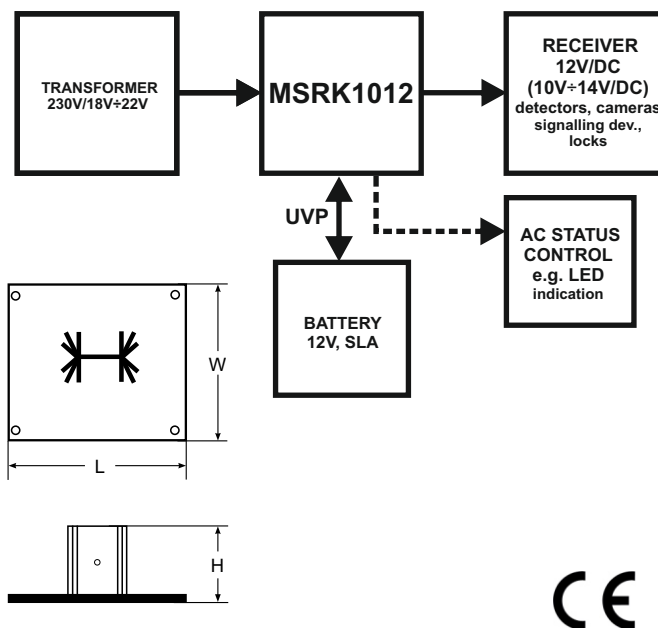 TRANSFORMER
230V/18V÷22V
MSRK1012
RECEIVER
12V/DC
(10V÷14V/DC)
detectors, cameras
signalling dev.,
locks
UVP
AC STATUS
CONTROL
e.g. LED
indication
BATTERY
12V, SLA
W
L
H
CE